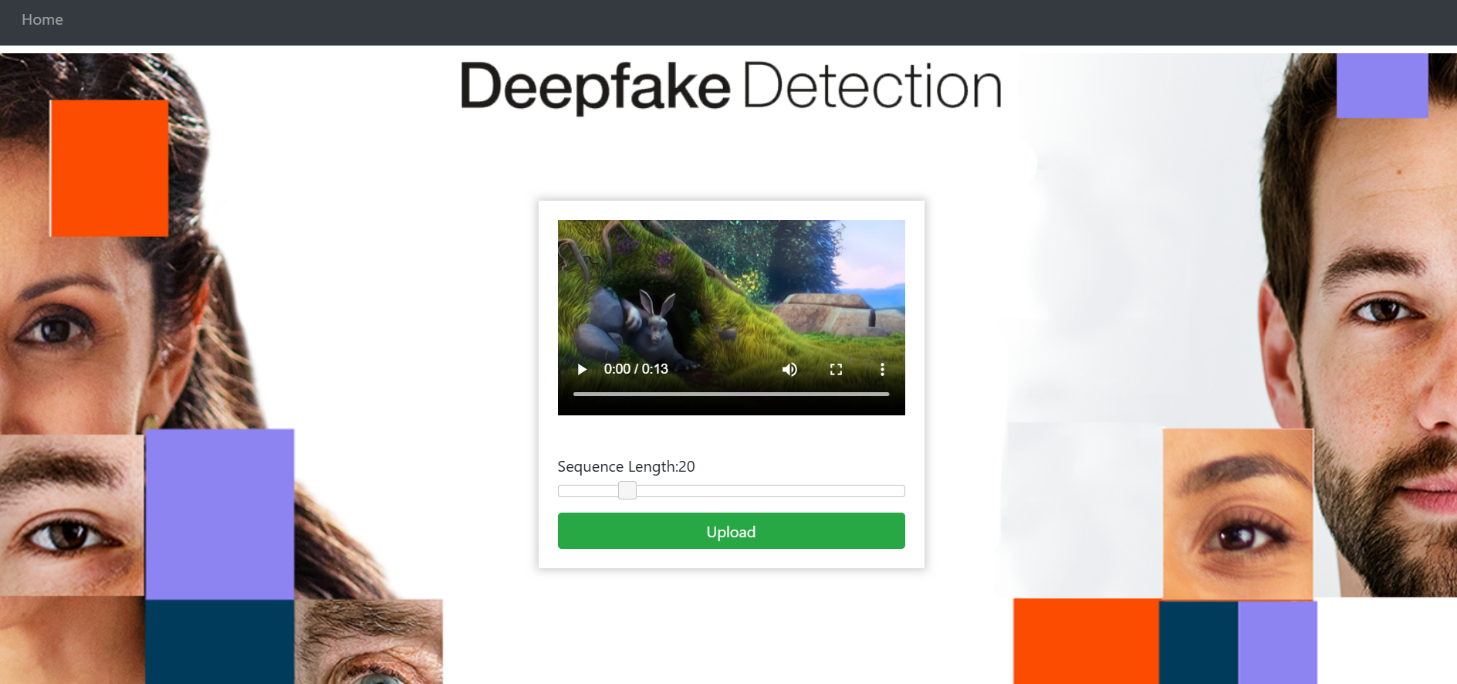 Home
Deepfake Detection
0:00 / 0:13
Sequence Length:20
Upload